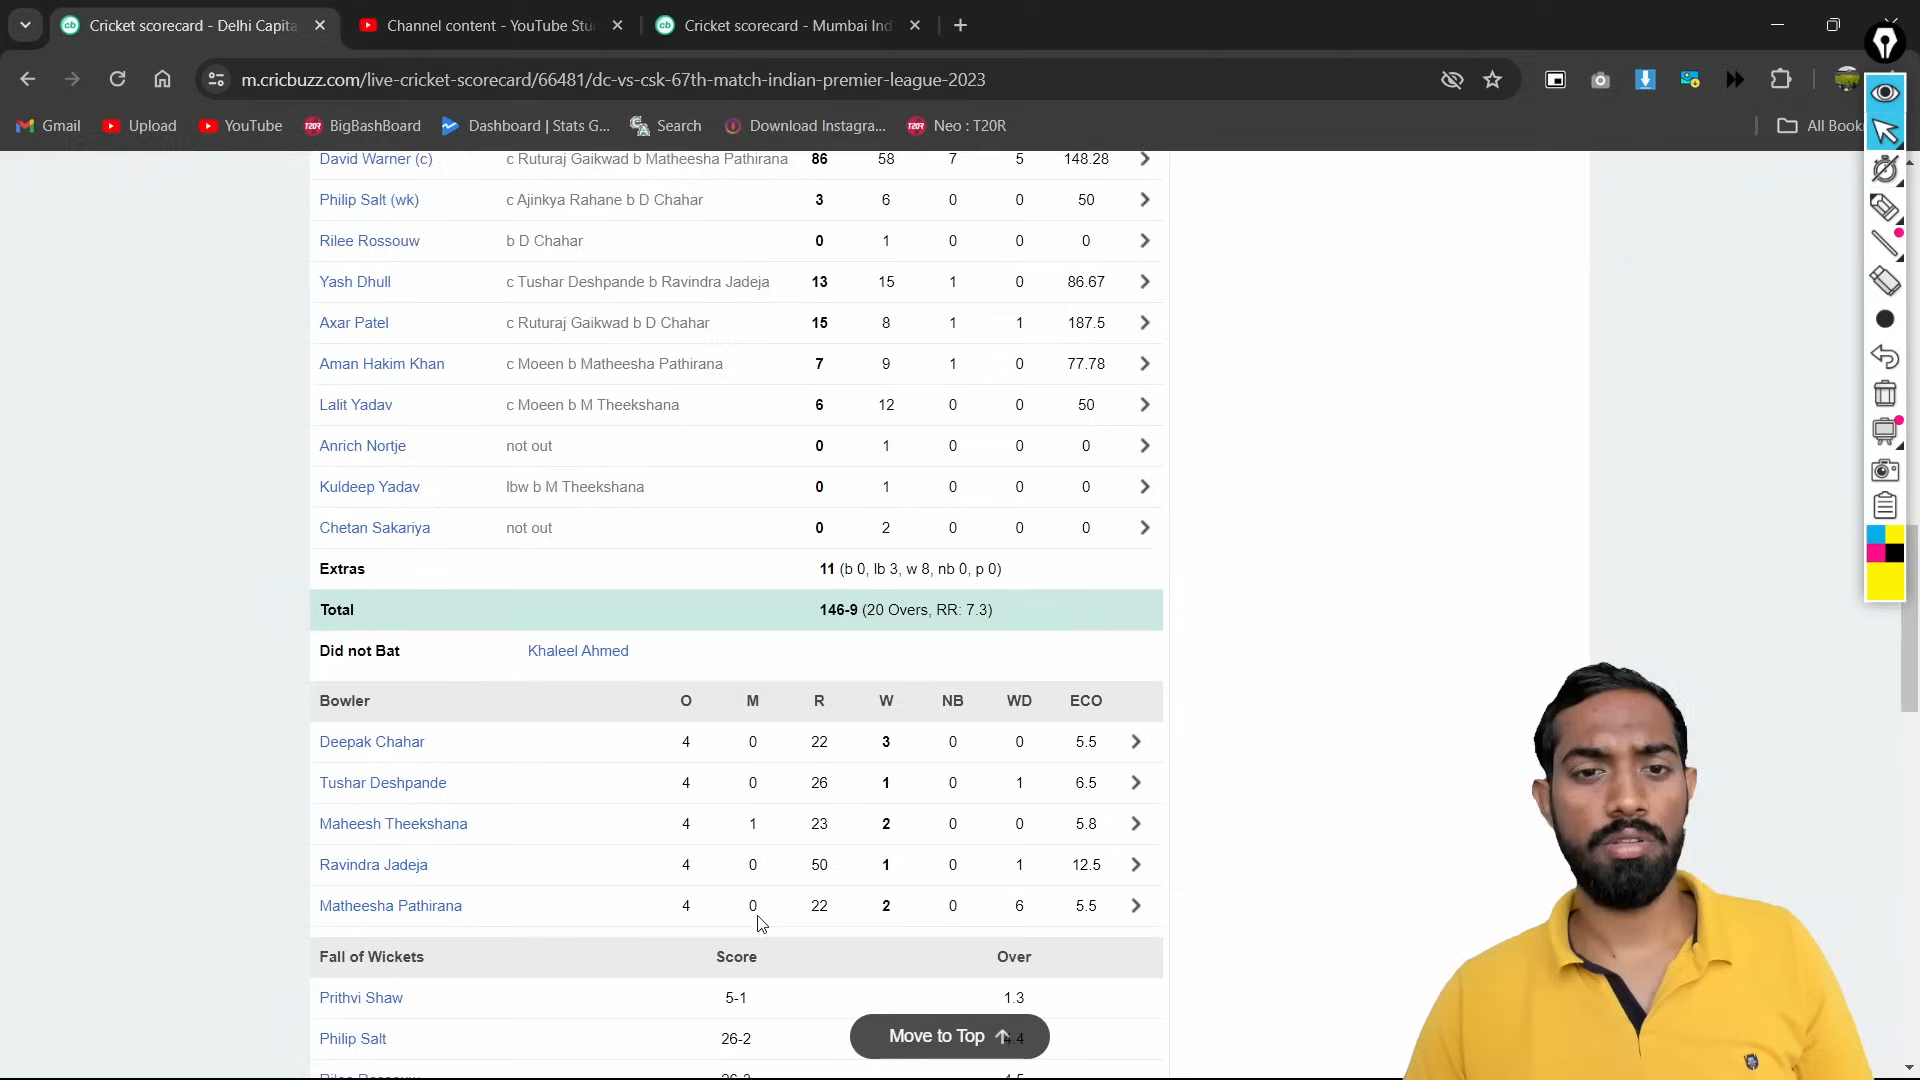 Cricket scorecard - Delhi Capita
Channel content - YouTube Stu
Cricket scorecard - Mumbai Ind
m.cricbuzz.com/live-cricket-scorecard/66481/dc-vs-csk-67th-match-indian-premier-league-2023
Gmail Upload YouTube BigBashBoard Dashboard | Stats G... Search Download Instagra... Neo : T20R All Book
David Warner (c) c Ruturaj Gaikwad b Matheesha Pathirana 86 58 7 5 148.28
Philip Salt (wk) c Ajinkya Rahane b D Chahar 3 6 0 0 50
Rilee Rossouw b D Chahar 0 1 0 0 0
Yash Dhull c Tushar Deshpande b Ravindra Jadeja 13 15 1 0 86.67
Axar Patel c Ruturaj Gaikwad b D Chahar 15 8 1 1 187.5
Aman Hakim Khan c Moeen b Matheesha Pathirana 7 9 1 0 77.78
Lalit Yadav c Moeen b M Theekshana 6 12 0 0 50
Anrich Nortje not out 0 1 0 0 0
Kuldeep Yadav lbw b M Theekshana 0 1 0 0 0
Chetan Sakariya not out 0 2 0 0 0
Extras 11 (b 0, lb 3, w 8, nb 0, p 0)
Total 146-9 (20 Overs, RR: 7.3)
Did not Bat Khaleel Ahmed
Bowler O M R W NB WD ECO
Deepak Chahar 4 0 22 3 0 0 5.5
Tushar Deshpande 4 0 26 1 0 1 6.5
Maheesh Theekshana 4 1 23 2 0 0 5.8
Ravindra Jadeja 4 0 50 1 0 1 12.5
Matheesha Pathirana 4 0 22 2 0 6 5.5
Fall of Wickets Score Over
Prithvi Shaw 5-1 1.3
Philip Salt 26-2
Move to Top